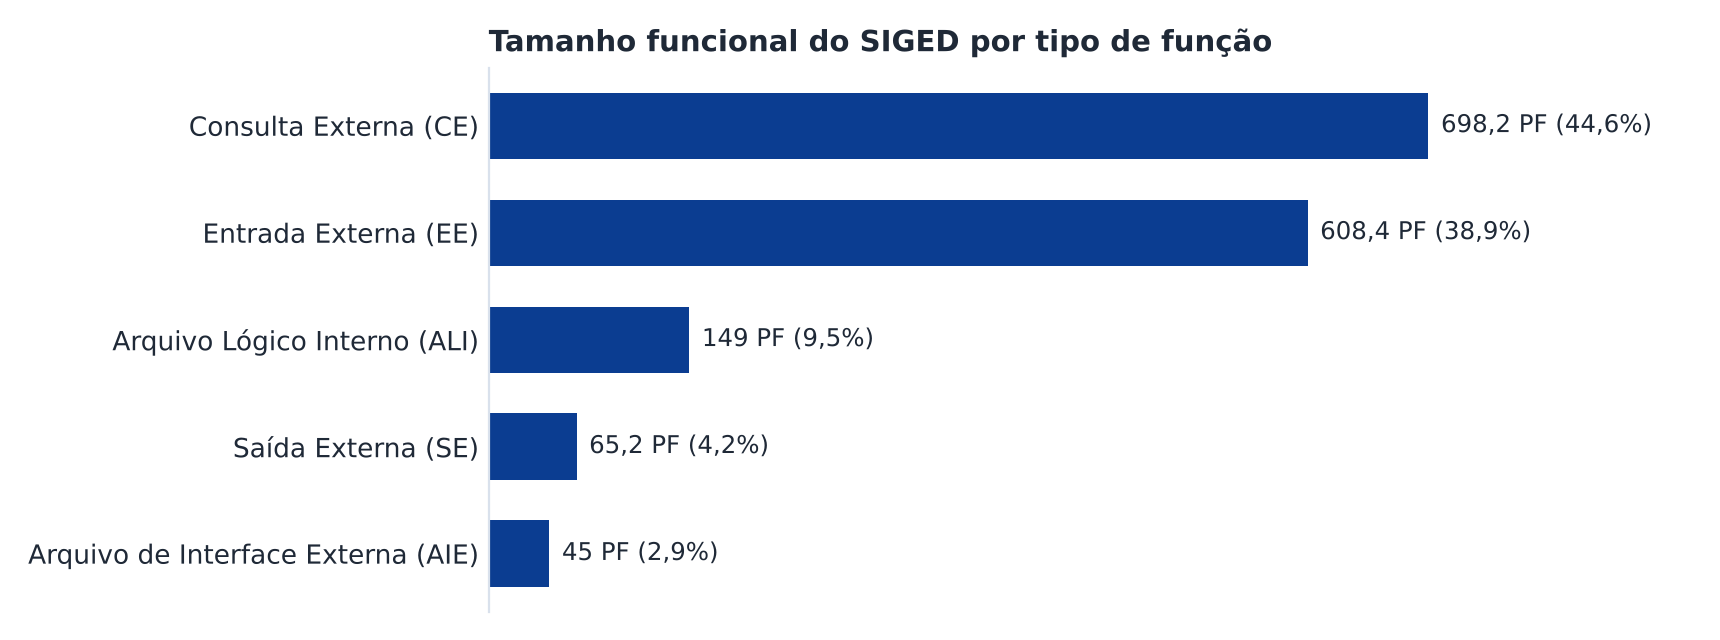 Tamanho funcional do SIGED por tipo de função
Consulta Externa (CE) 698,2 PF (44,6%)
Entrada Externa (EE) 608,4 PF (38,9%)
Arquivo Lógico Interno (ALI) 149 PF (9,5%)
Saída Externa (SE) 65,2 PF (4,2%)
Arquivo de Interface Externa (AIE) 45 PF (2,9%)